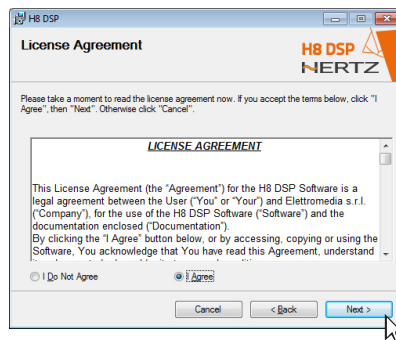 H8 DSP
License Agreement
H8 DSP
HERTZ
Please take a moment to read the license agreement now. If you accept the terms below, click "I
Agree", then "Next". Otherwise click "Cancel".
LICENSE AGREEMENT
This License Agreement (the “Agreement”) for the H8 DSP Software is a
legal agreement between the User (“You” or “Your”) and Elettromedia s.r.l.
(“Company”), for the use of the H8 DSP Software (“Software”) and the
documentation enclosed (“Documentation”).
By clicking the “I Agree” button below, or by accessing, copying or using the
Software, You acknowledge that You have read this Agreement, understand
I Do Not Agree
I Agree
Cancel
< Back
Next >